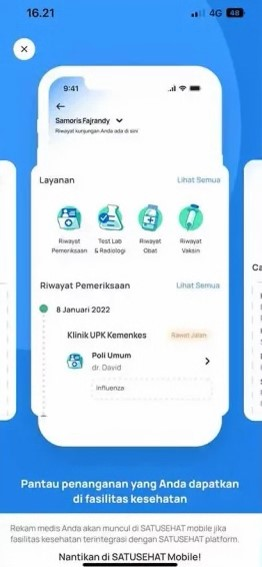 16.21
4G 48
9:41
Samoris Fajrandy
Riwayat kunjungan Anda ada di sini
Layanan
Lihat Semua
Riwayat Pemeriksaan
Test Lab & Radiologi
Riwayat Obat
Riwayat Vaksin
Riwayat Pemeriksaan
Lihat Semua
8 Januari 2022
Klinik UPK Kemenkes
Rawat Jalan
Poli Umum
dr. David
Influenza
Ca
Pantau penanganan yang Anda dapatkan
di fasilitas kesehatan
Rekam medis Anda akan muncul di SATUSEHAT mobile jika
fasilitas kesehatan terintegrasi dengan SATUSEHAT platform.
Nantikan di SATUSEHAT Mobile!